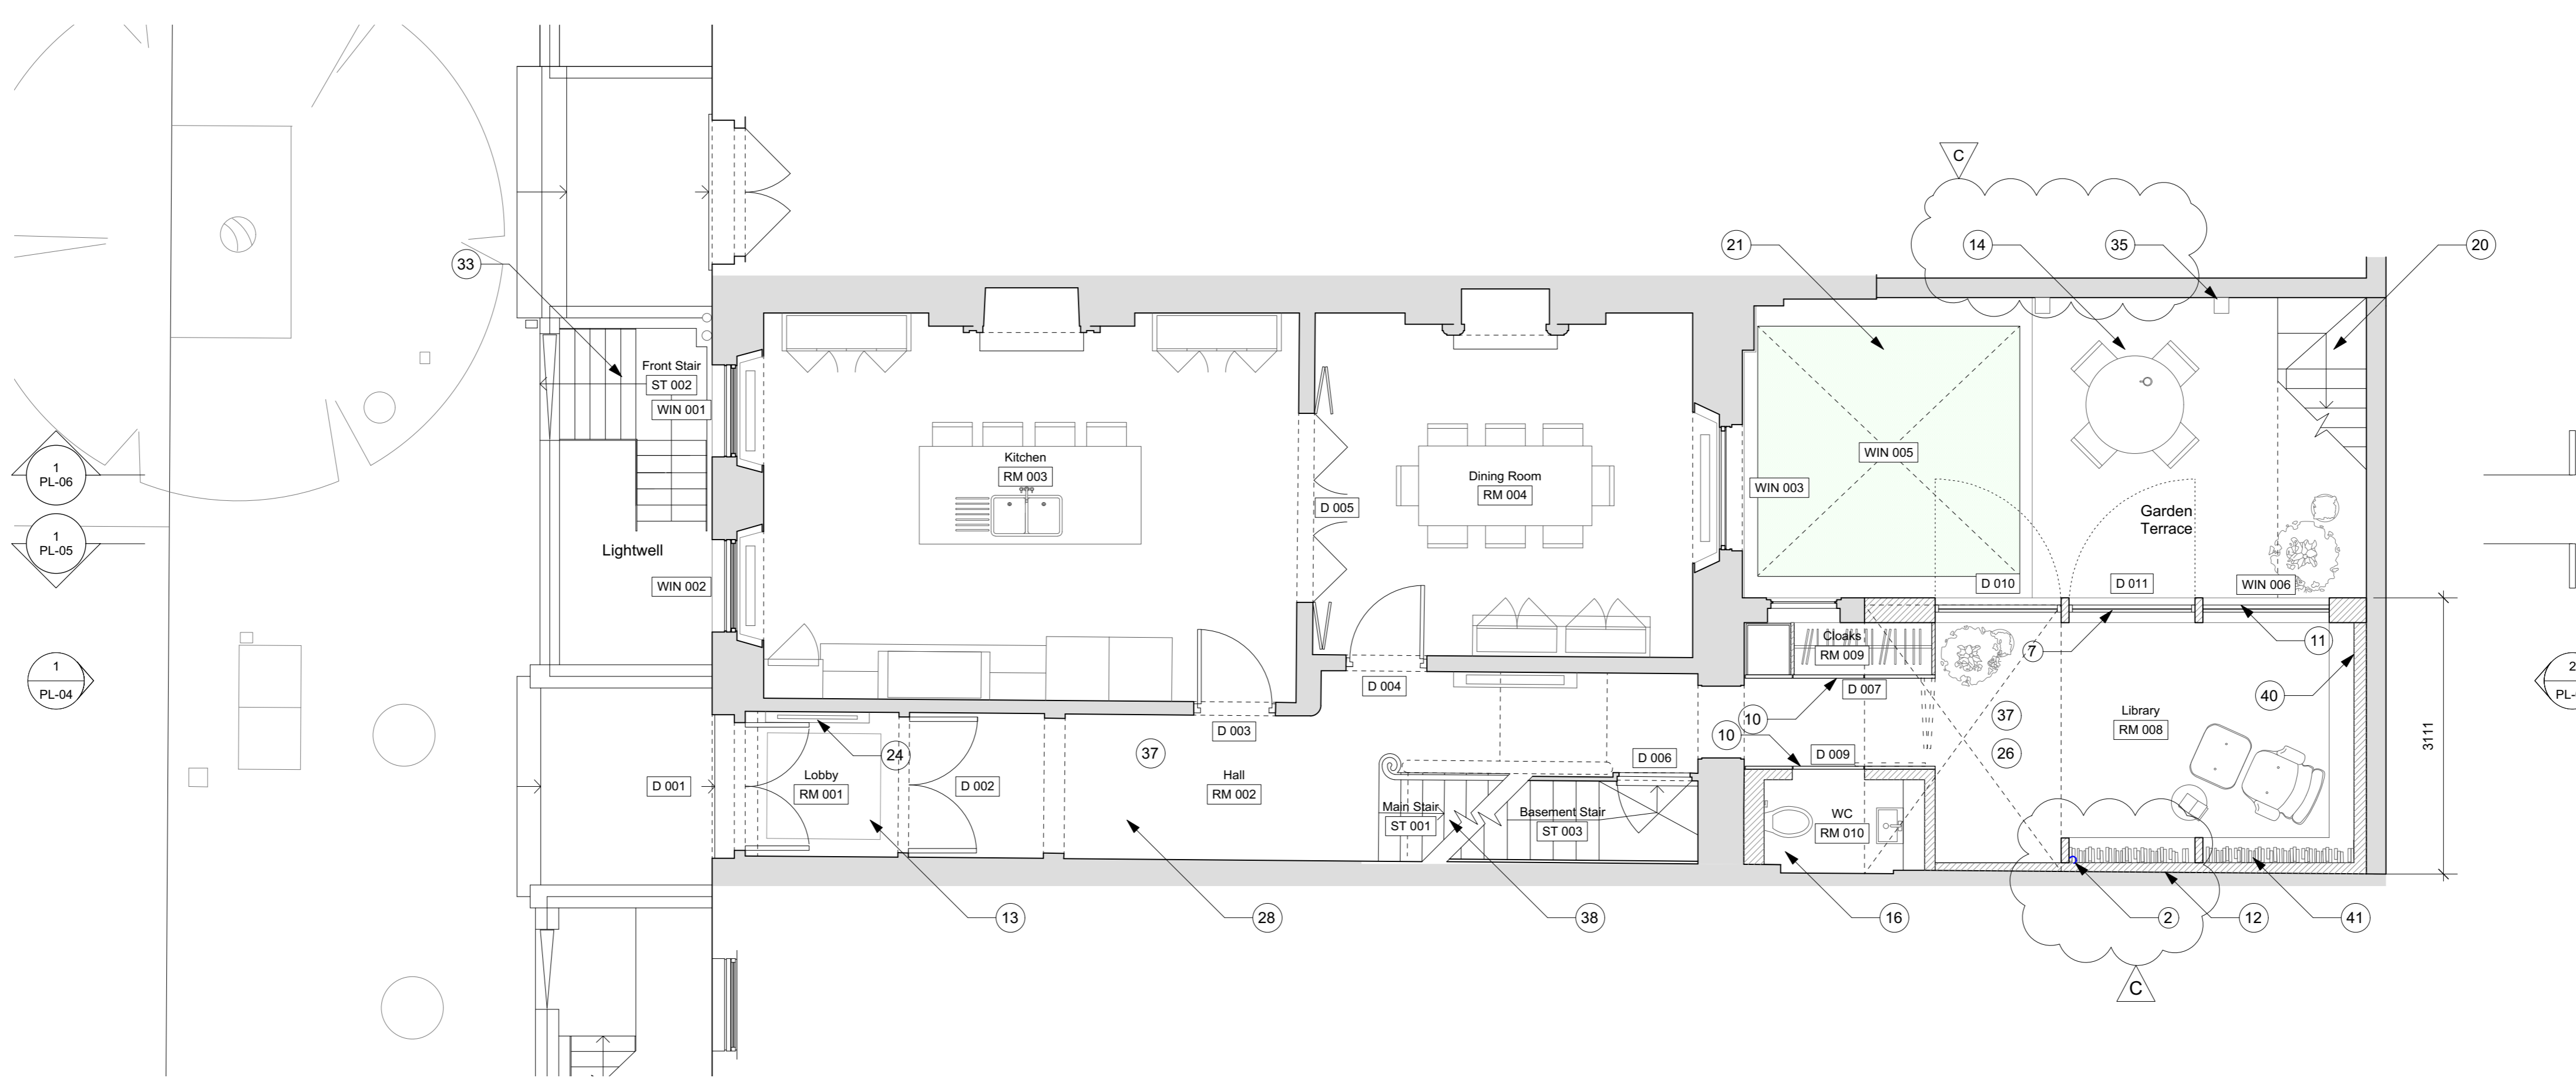 C
21
14
35
20
33
Front Stair
ST 002
WIN 001
Kitchen
RM 003
WIN 005
1
PL-06
Dining Room
RM 004
WIN 003
D 005
Garden
Terrace
1
PL-05
Lightwell
WIN 002
D 010
D 011
WIN 006
Cloaks
RM 009
7
11
1
PL-04
D 004
D 007
40
2
PL-
10
37
Library
RM 008
3111
D 003
10
24
37
D 009
26
D 006
Lobby
RM 001
D 001
D 002
Hall
RM 002
Main Stair
ST 001
Basement Stair
ST 003
WC
RM 010
13
28
38
16
2
12
41
C